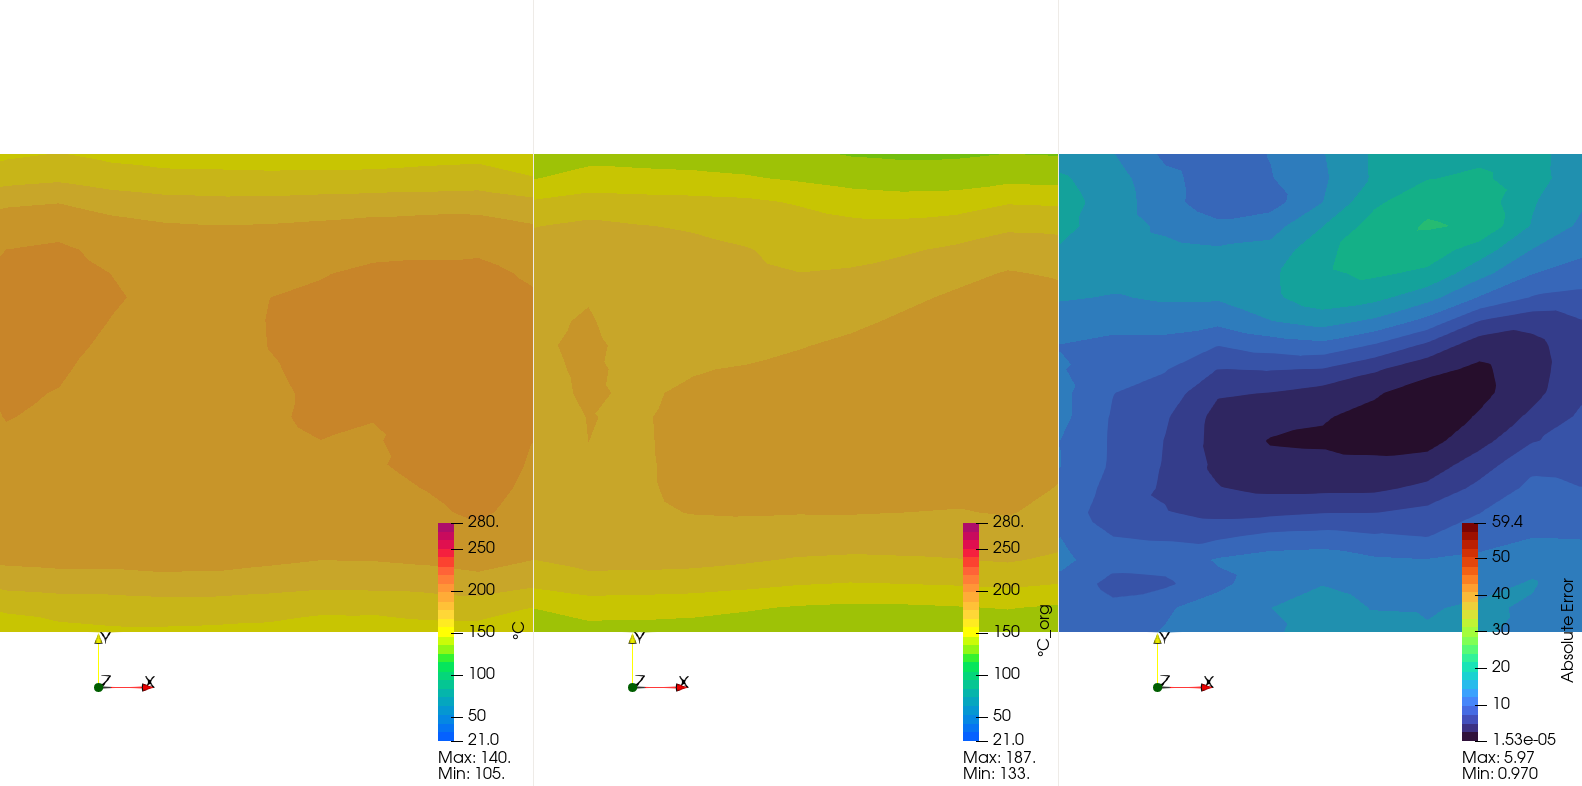 280.
250
200
150
100
50
21.0
°C
Max: 140.
Min: 105.
Y
Z
X
280.
250
200
150
100
50
21.0
°C_org
Max: 187.
Min: 133.
Y
Z
X
59.4
50
40
30
20
10
1.53e-05
Absolute Error
Max: 5.97
Min: 0.970
Y
Z
X